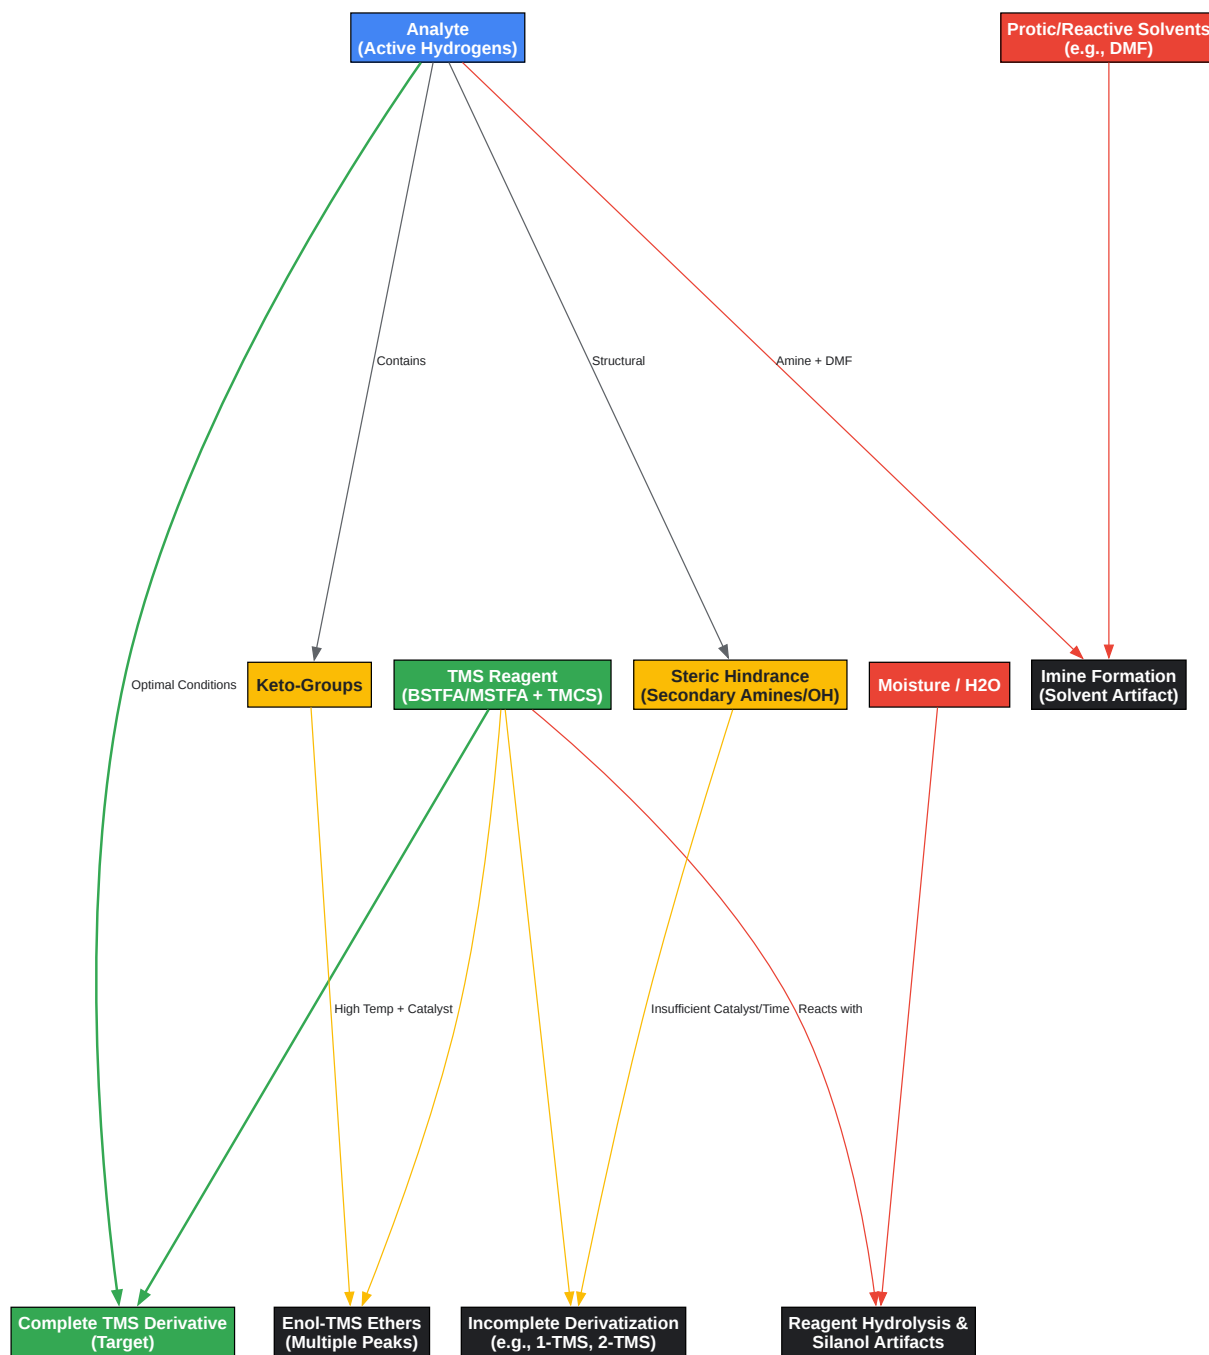 Analyte
(Active Hydrogens)
Protic/Reactive Solvents
(e.g., DMF)
Contains
Structural
Amine + DMF
Optimal Conditions
Keto-Groups
TMS Reagent
(BSTFA/MSTFA + TMCS)
Steric Hindrance
(Secondary Amines/OH)
Moisture / H2O
Imine Formation
(Solvent Artifact)
High Temp + Catalyst
Insufficient Catalyst/Time
Reacts with
Complete TMS Derivative
(Target)
Enol-TMS Ethers
(Multiple Peaks)
Incomplete Derivatization
(e.g., 1-TMS, 2-TMS)
Reagent Hydrolysis &
Silanol Artifacts